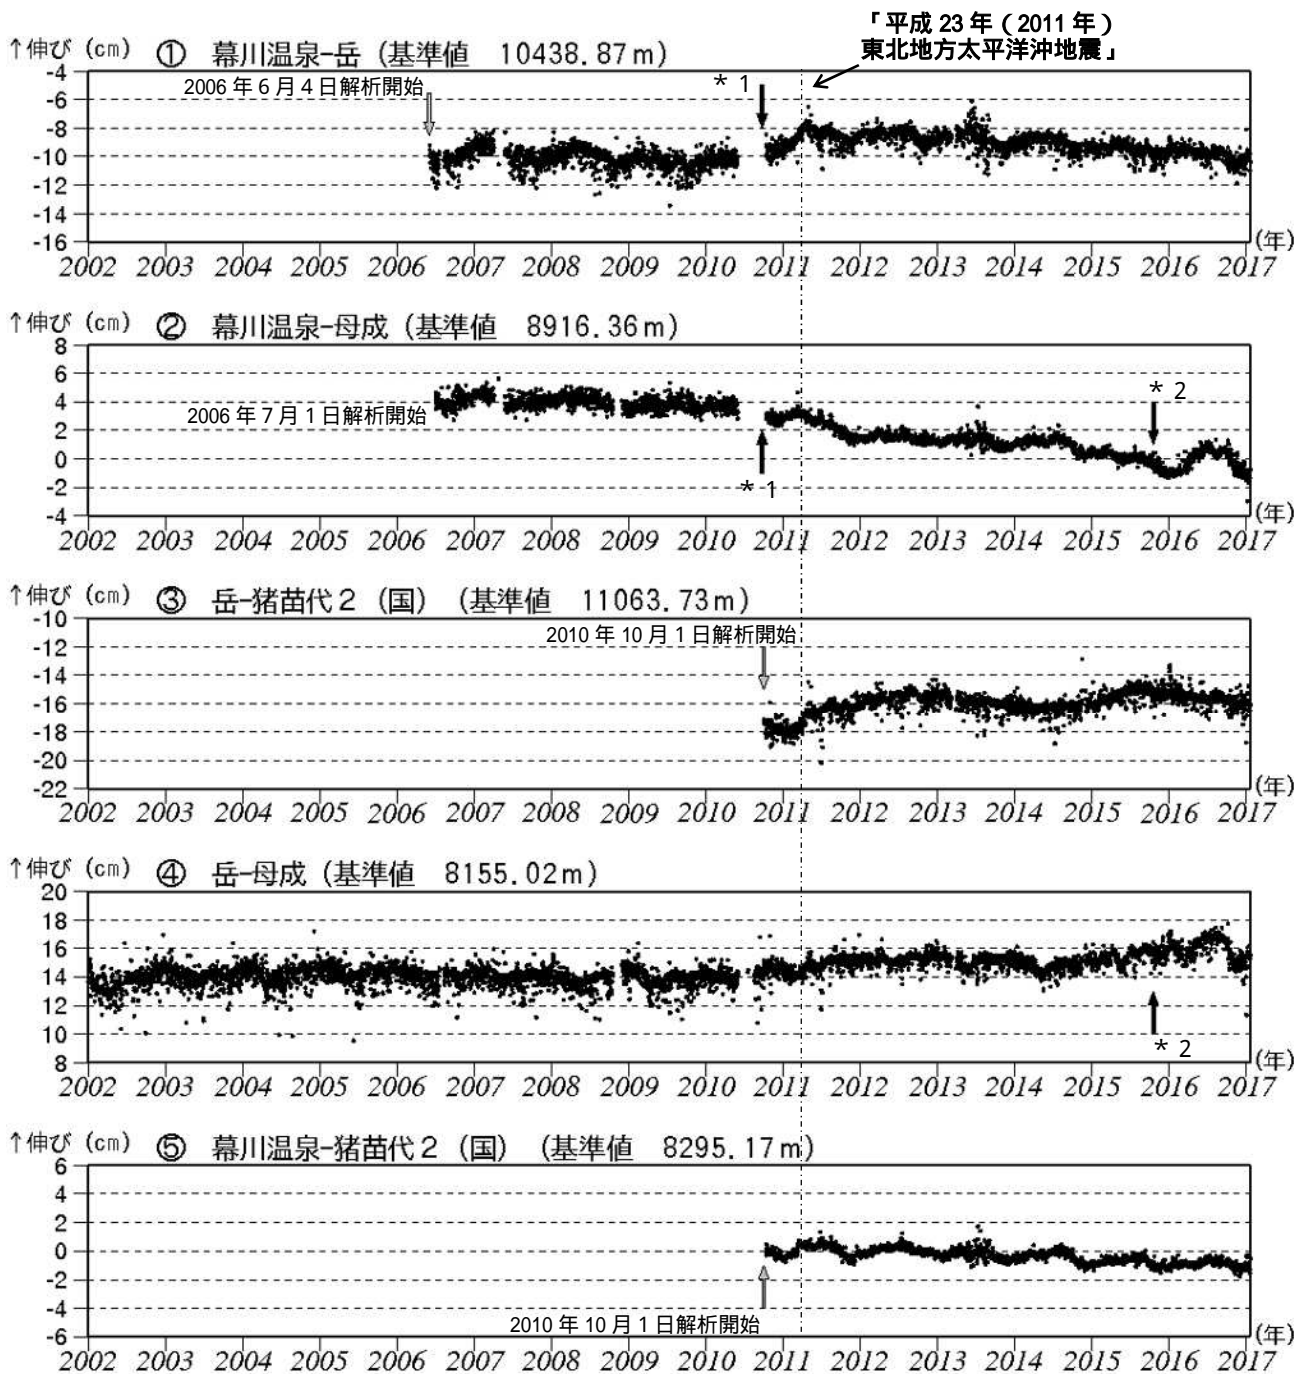 「平成 23 年 ( 2011 年 )
東北地方太平洋沖地震」
↑伸び (cm) ① 幕川温泉-岳 (基準値 10438.87m)
-4
2006 年 6 月 4 日解析開始
* 1
-6
-8
-10
-12
-14
-16
(年)
2002 2003 2004 2005 2006 2007 2008 2009 2010 2011 2012 2013 2014 2015 2016 2017
↑伸び (cm) ② 幕川温泉-母成 (基準値 8916.36m)
8
6
4
2006 年 7 月 1 日解析開始
* 2
2
0
-2
* 1
-4
(年)
2002 2003 2004 2005 2006 2007 2008 2009 2010 2011 2012 2013 2014 2015 2016 2017
↑伸び (cm) ③ 岳-猪苗代2 (国) (基準値 11063.73m)
-10
2010 年 10 月 1 日解析開始
-12
-14
-16
-18
-20
-22
(年)
2002 2003 2004 2005 2006 2007 2008 2009 2010 2011 2012 2013 2014 2015 2016 2017
↑伸び (cm) ④ 岳-母成 (基準値 8155.02m)
20
18
16
14
12
10
* 2
8
(年)
2002 2003 2004 2005 2006 2007 2008 2009 2010 2011 2012 2013 2014 2015 2016 2017
↑伸び (cm) ⑤ 幕川温泉-猪苗代2 (国) (基準値 8295.17m)
6
4
2
0
-2
-4
2010 年 10 月 1 日解析開始
-6
(年)
2002 2003 2004 2005 2006 2007 2008 2009 2010 2011 2012 2013 2014 2015 2016 2017